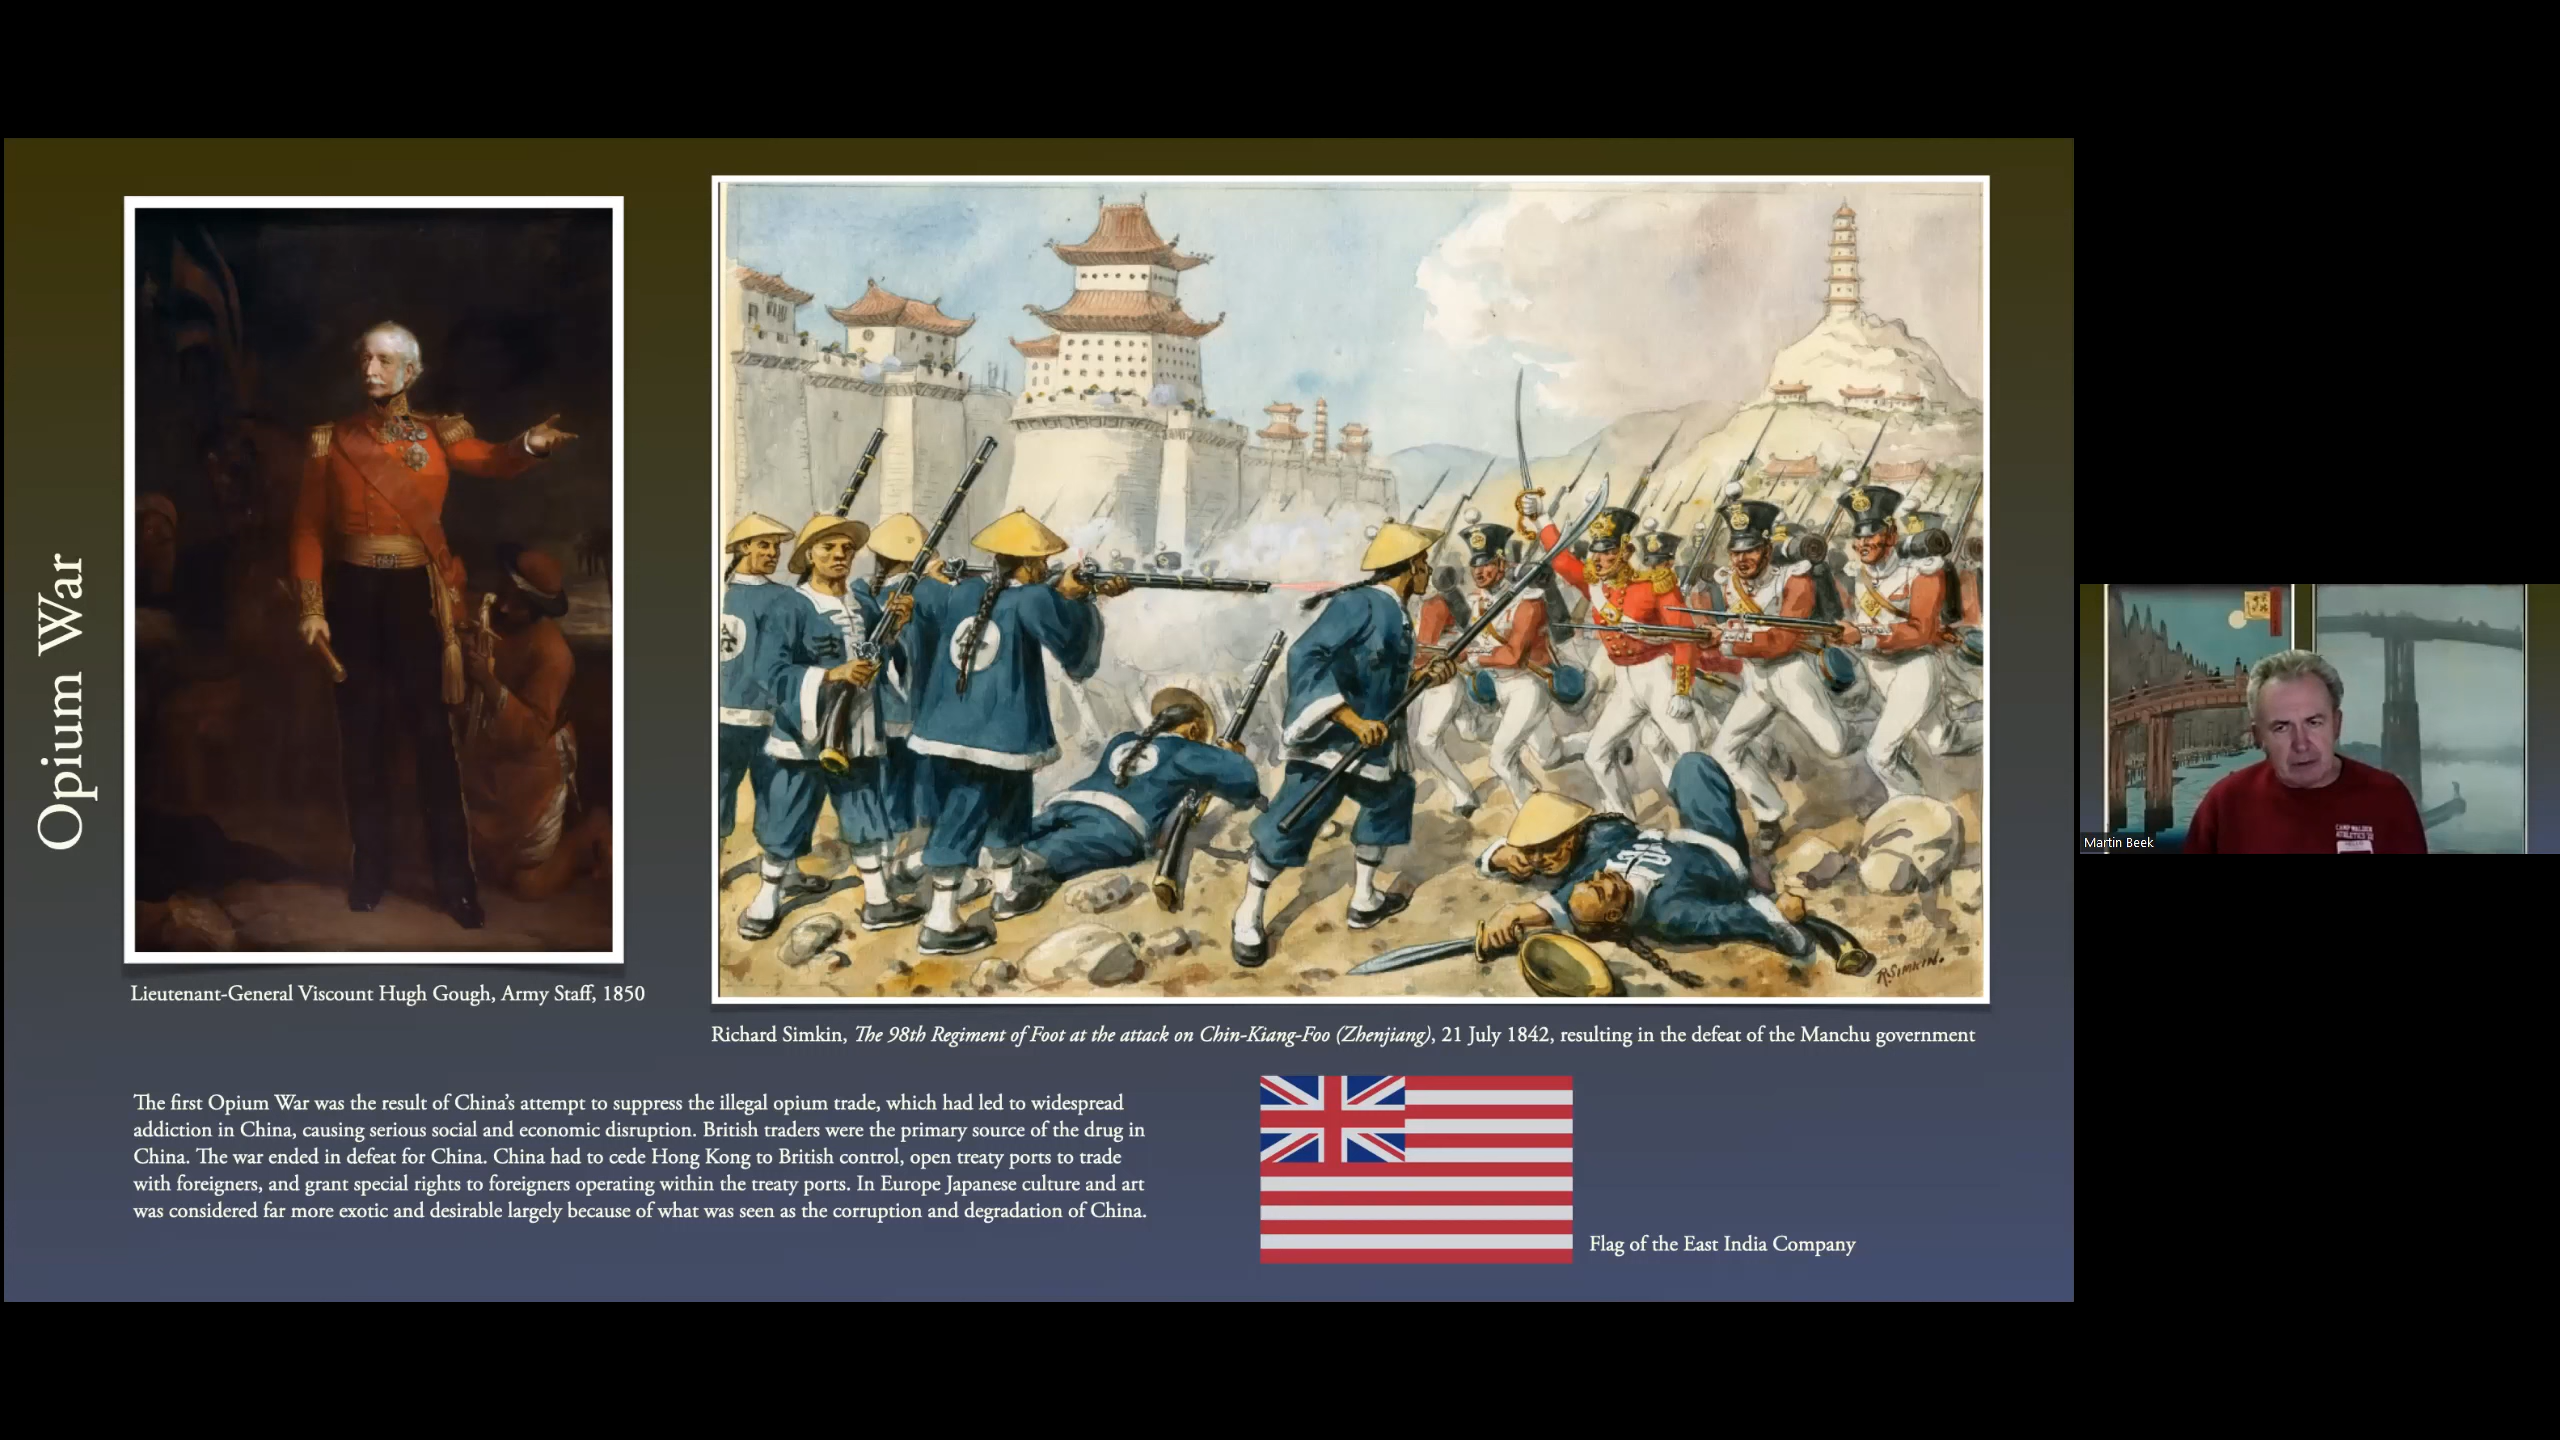 Opium War
R. SIMKIN.
Lieutenant-General Viscount Hugh Gough, Army Staff, 1850
Richard Simkin, The 98th Regiment of Foot at the attack on Chin-Kiang-Foo (Zhenjiang), 21 July 1842, resulting in the defeat of the Manchu government
The first Opium War was the result of China’s attempt to suppress the illegal opium trade, which had led to widespread
addiction in China, causing serious social and economic disruption. British traders were the primary source of the drug in
China. The war ended in defeat for China. China had to cede Hong Kong to British control, open treaty ports to trade
with foreigners, and grant special rights to foreigners operating within the treaty ports. In Europe Japanese culture and art
was considered far more exotic and desirable largely because of what was seen as the corruption and degradation of China.
Flag of the East India Company
Martin Beek